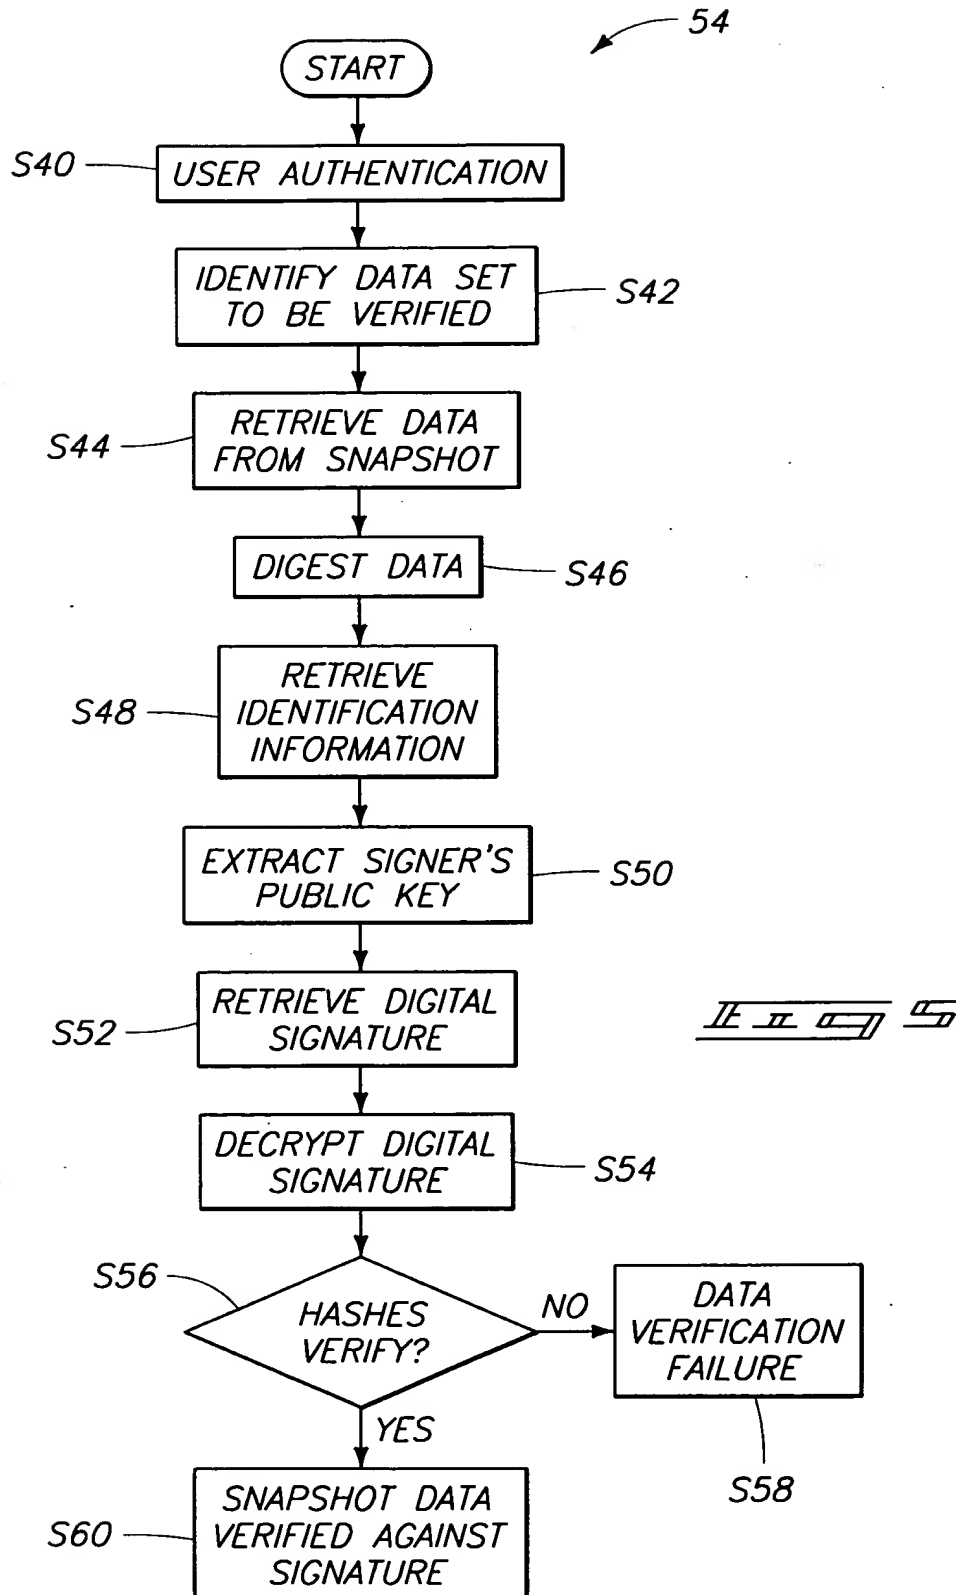 54
START
S40
USER AUTHENTICATION
IDENTIFY DATA SET
TO BE VERIFIED
S42
S44
RETRIEVE DATA
FROM SNAPSHOT
DIGEST DATA
S46
S48
RETRIEVE
IDENTIFICATION
INFORMATION
EXTRACT SIGNER'S
PUBLIC KEY
S50
S52
RETRIEVE DIGITAL
SIGNATURE
FIG 5
DECRYPT DIGITAL
SIGNATURE
S54
S56
HASHES
VERIFY?
NO
DATA
VERIFICATION
FAILURE
YES
S58
S60
SNAPSHOT DATA
VERIFIED AGAINST
SIGNATURE